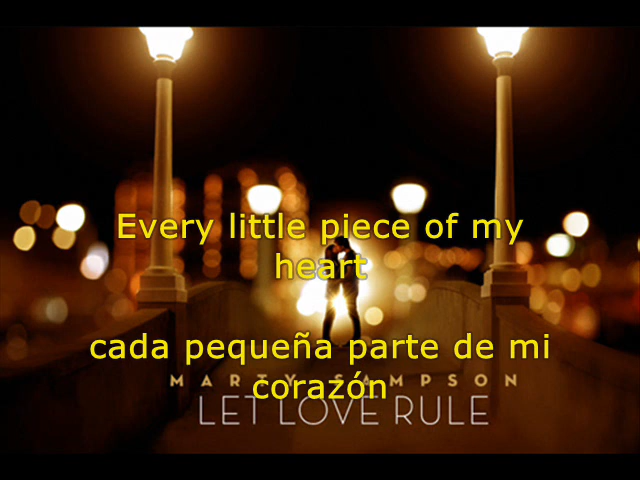 Every little piece of my
heart
cada pequeña parte de mi
corazón
MARTY SAMPSON
LET LOVE RULE